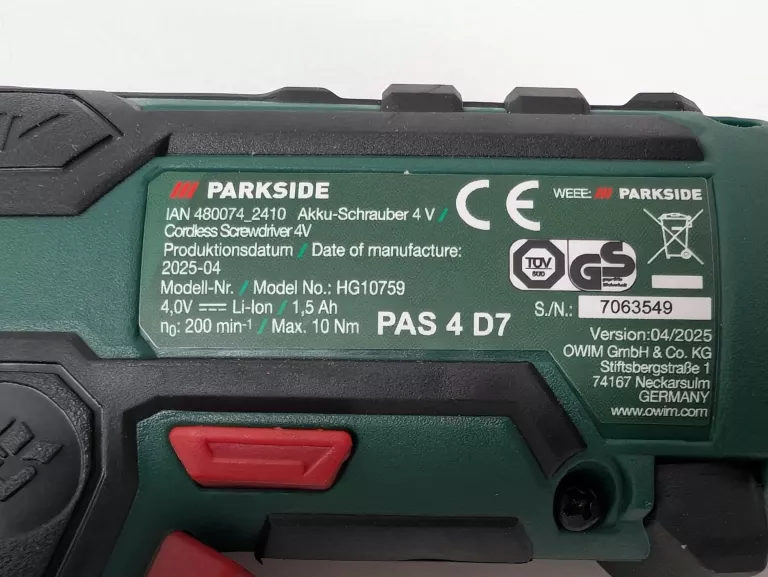 PARKSIDE
IAN 480074_2410 Akku-Schrauber 4 V /
Cordless Screwdriver 4V
Produktionsdatum / Date of manufacture:
2025-04
Modell-Nr. / Model No.: HG10759
4,0V ⎓ Li-Ion / 1,5 Ah
n₀: 200 min⁻¹ / Max. 10 Nm
PAS 4 D7
CE
WEEE: PARKSIDE
TÜV
SÜD
GS
S./N.: 7063549
Version:04/2025
OWIM GmbH & Co. KG
Stiftsbergstraße 1
74167 Neckarsulm
GERMANY
www.owim.com